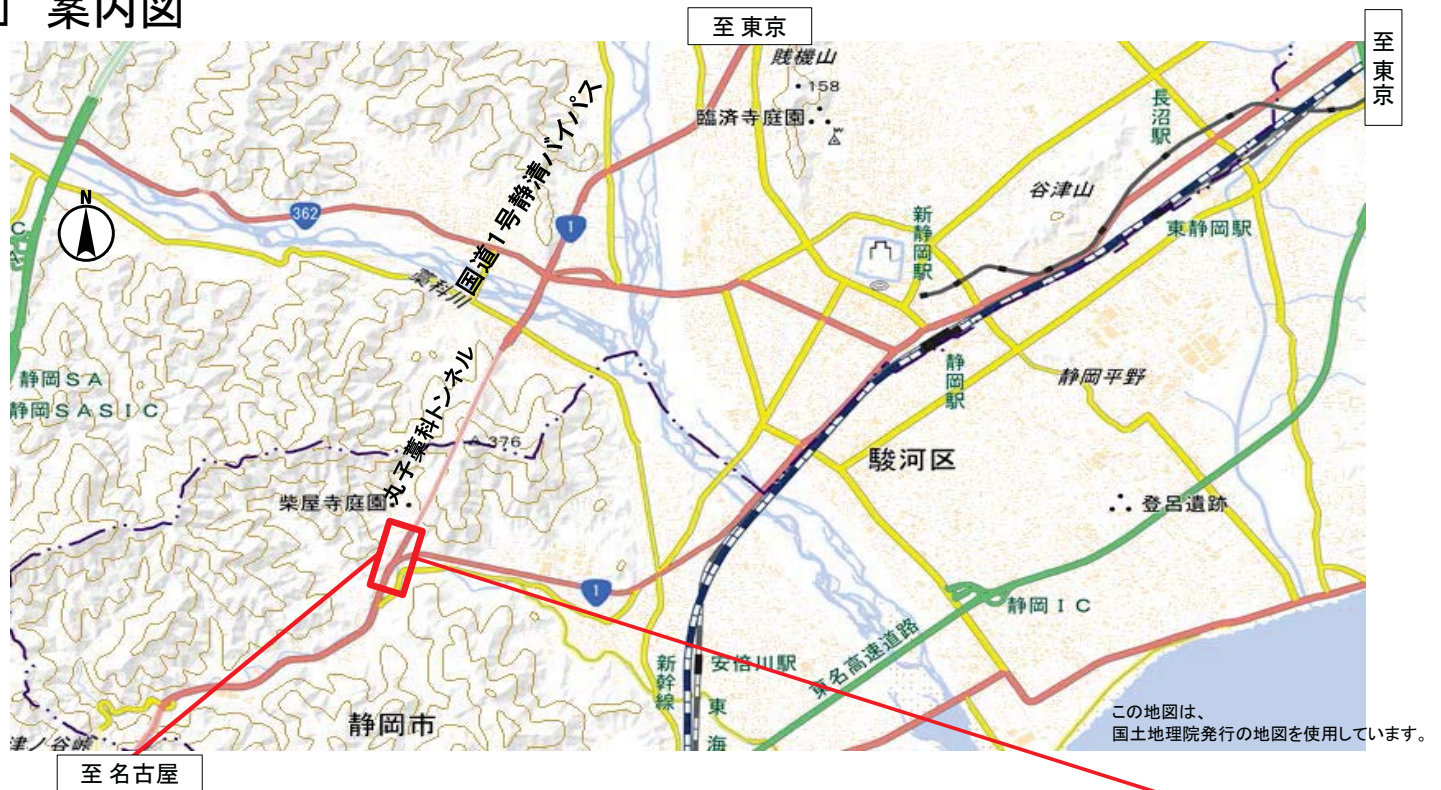 案内図
至 東京
至 東京
賤機山
158
臨済寺庭園
長沼駅
谷津山
N
362
国道1号静清バイパス
1
新静岡駅
東静岡駅
藁科川
静岡SA
静岡SASIC
丸子藁科トンネル
376
静岡駅
静岡平野
駿河区
柴屋寺庭園
登呂遺跡
1
静岡IC
新幹線
安倍川駅
東名高速道路
東海
静岡市
津ノ谷峠
この地図は、
国土地理院発行の地図を使用しています。
至 名古屋